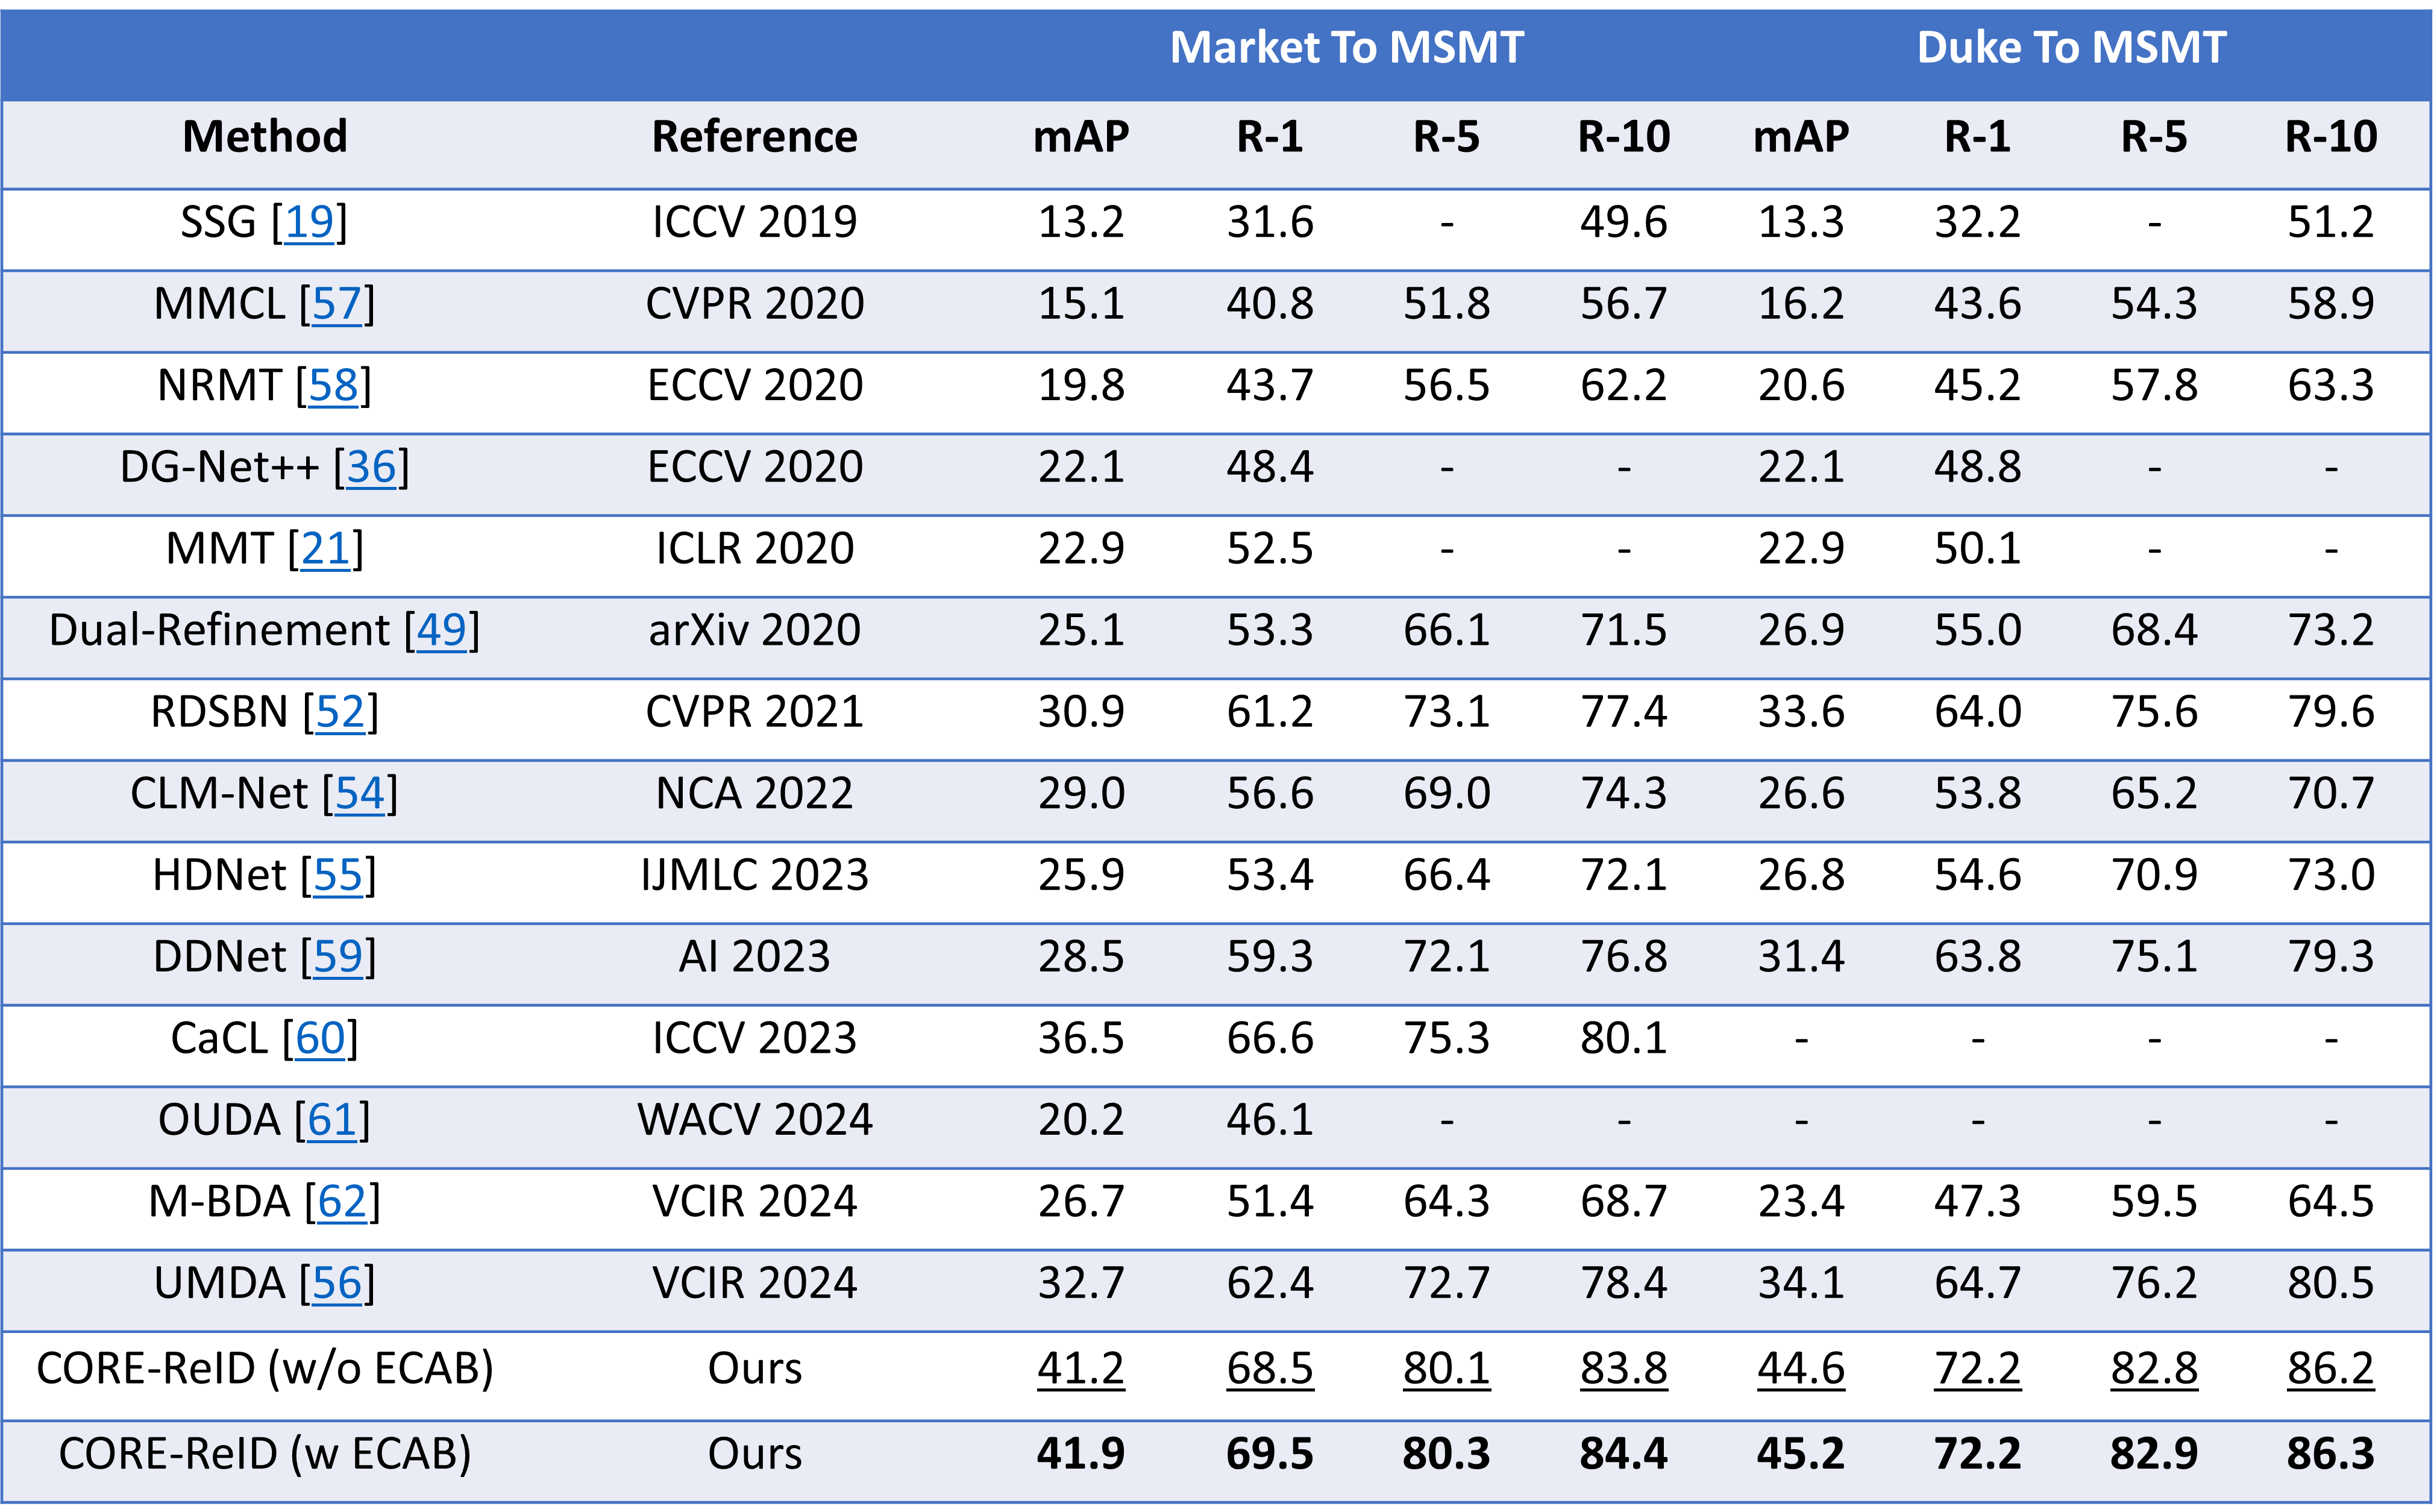 Market To MSMT Duke To MSMT
Method Reference mAP R-1 R-5 R-10 mAP R-1 R-5 R-10
SSG [19] ICCV 2019 13.2 31.6 - 49.6 13.3 32.2 - 51.2
MMCL [57] CVPR 2020 15.1 40.8 51.8 56.7 16.2 43.6 54.3 58.9
NRMT [58] ECCV 2020 19.8 43.7 56.5 62.2 20.6 45.2 57.8 63.3
DG-Net++ [36] ECCV 2020 22.1 48.4 - - 22.1 48.8 - -
MMT [21] ICLR 2020 22.9 52.5 - - 22.9 50.1 - -
Dual-Refinement [49] arXiv 2020 25.1 53.3 66.1 71.5 26.9 55.0 68.4 73.2
RDSBN [52] CVPR 2021 30.9 61.2 73.1 77.4 33.6 64.0 75.6 79.6
CLM-Net [54] NCA 2022 29.0 56.6 69.0 74.3 26.6 53.8 65.2 70.7
HDNet [55] IJMLC 2023 25.9 53.4 66.4 72.1 26.8 54.6 70.9 73.0
DDNet [59] AI 2023 28.5 59.3 72.1 76.8 31.4 63.8 75.1 79.3
CaCL [60] ICCV 2023 36.5 66.6 75.3 80.1 - - - -
OUDA [61] WACV 2024 20.2 46.1 - - - - - -
M-BDA [62] VCIR 2024 26.7 51.4 64.3 68.7 23.4 47.3 59.5 64.5
UMDA [56] VCIR 2024 32.7 62.4 72.7 78.4 34.1 64.7 76.2 80.5
CORE-ReID (w/o ECAB) Ours 41.2 68.5 80.1 83.8 44.6 72.2 82.8 86.2
CORE-ReID (w ECAB) Ours 41.9 69.5 80.3 84.4 45.2 72.2 82.9 86.3